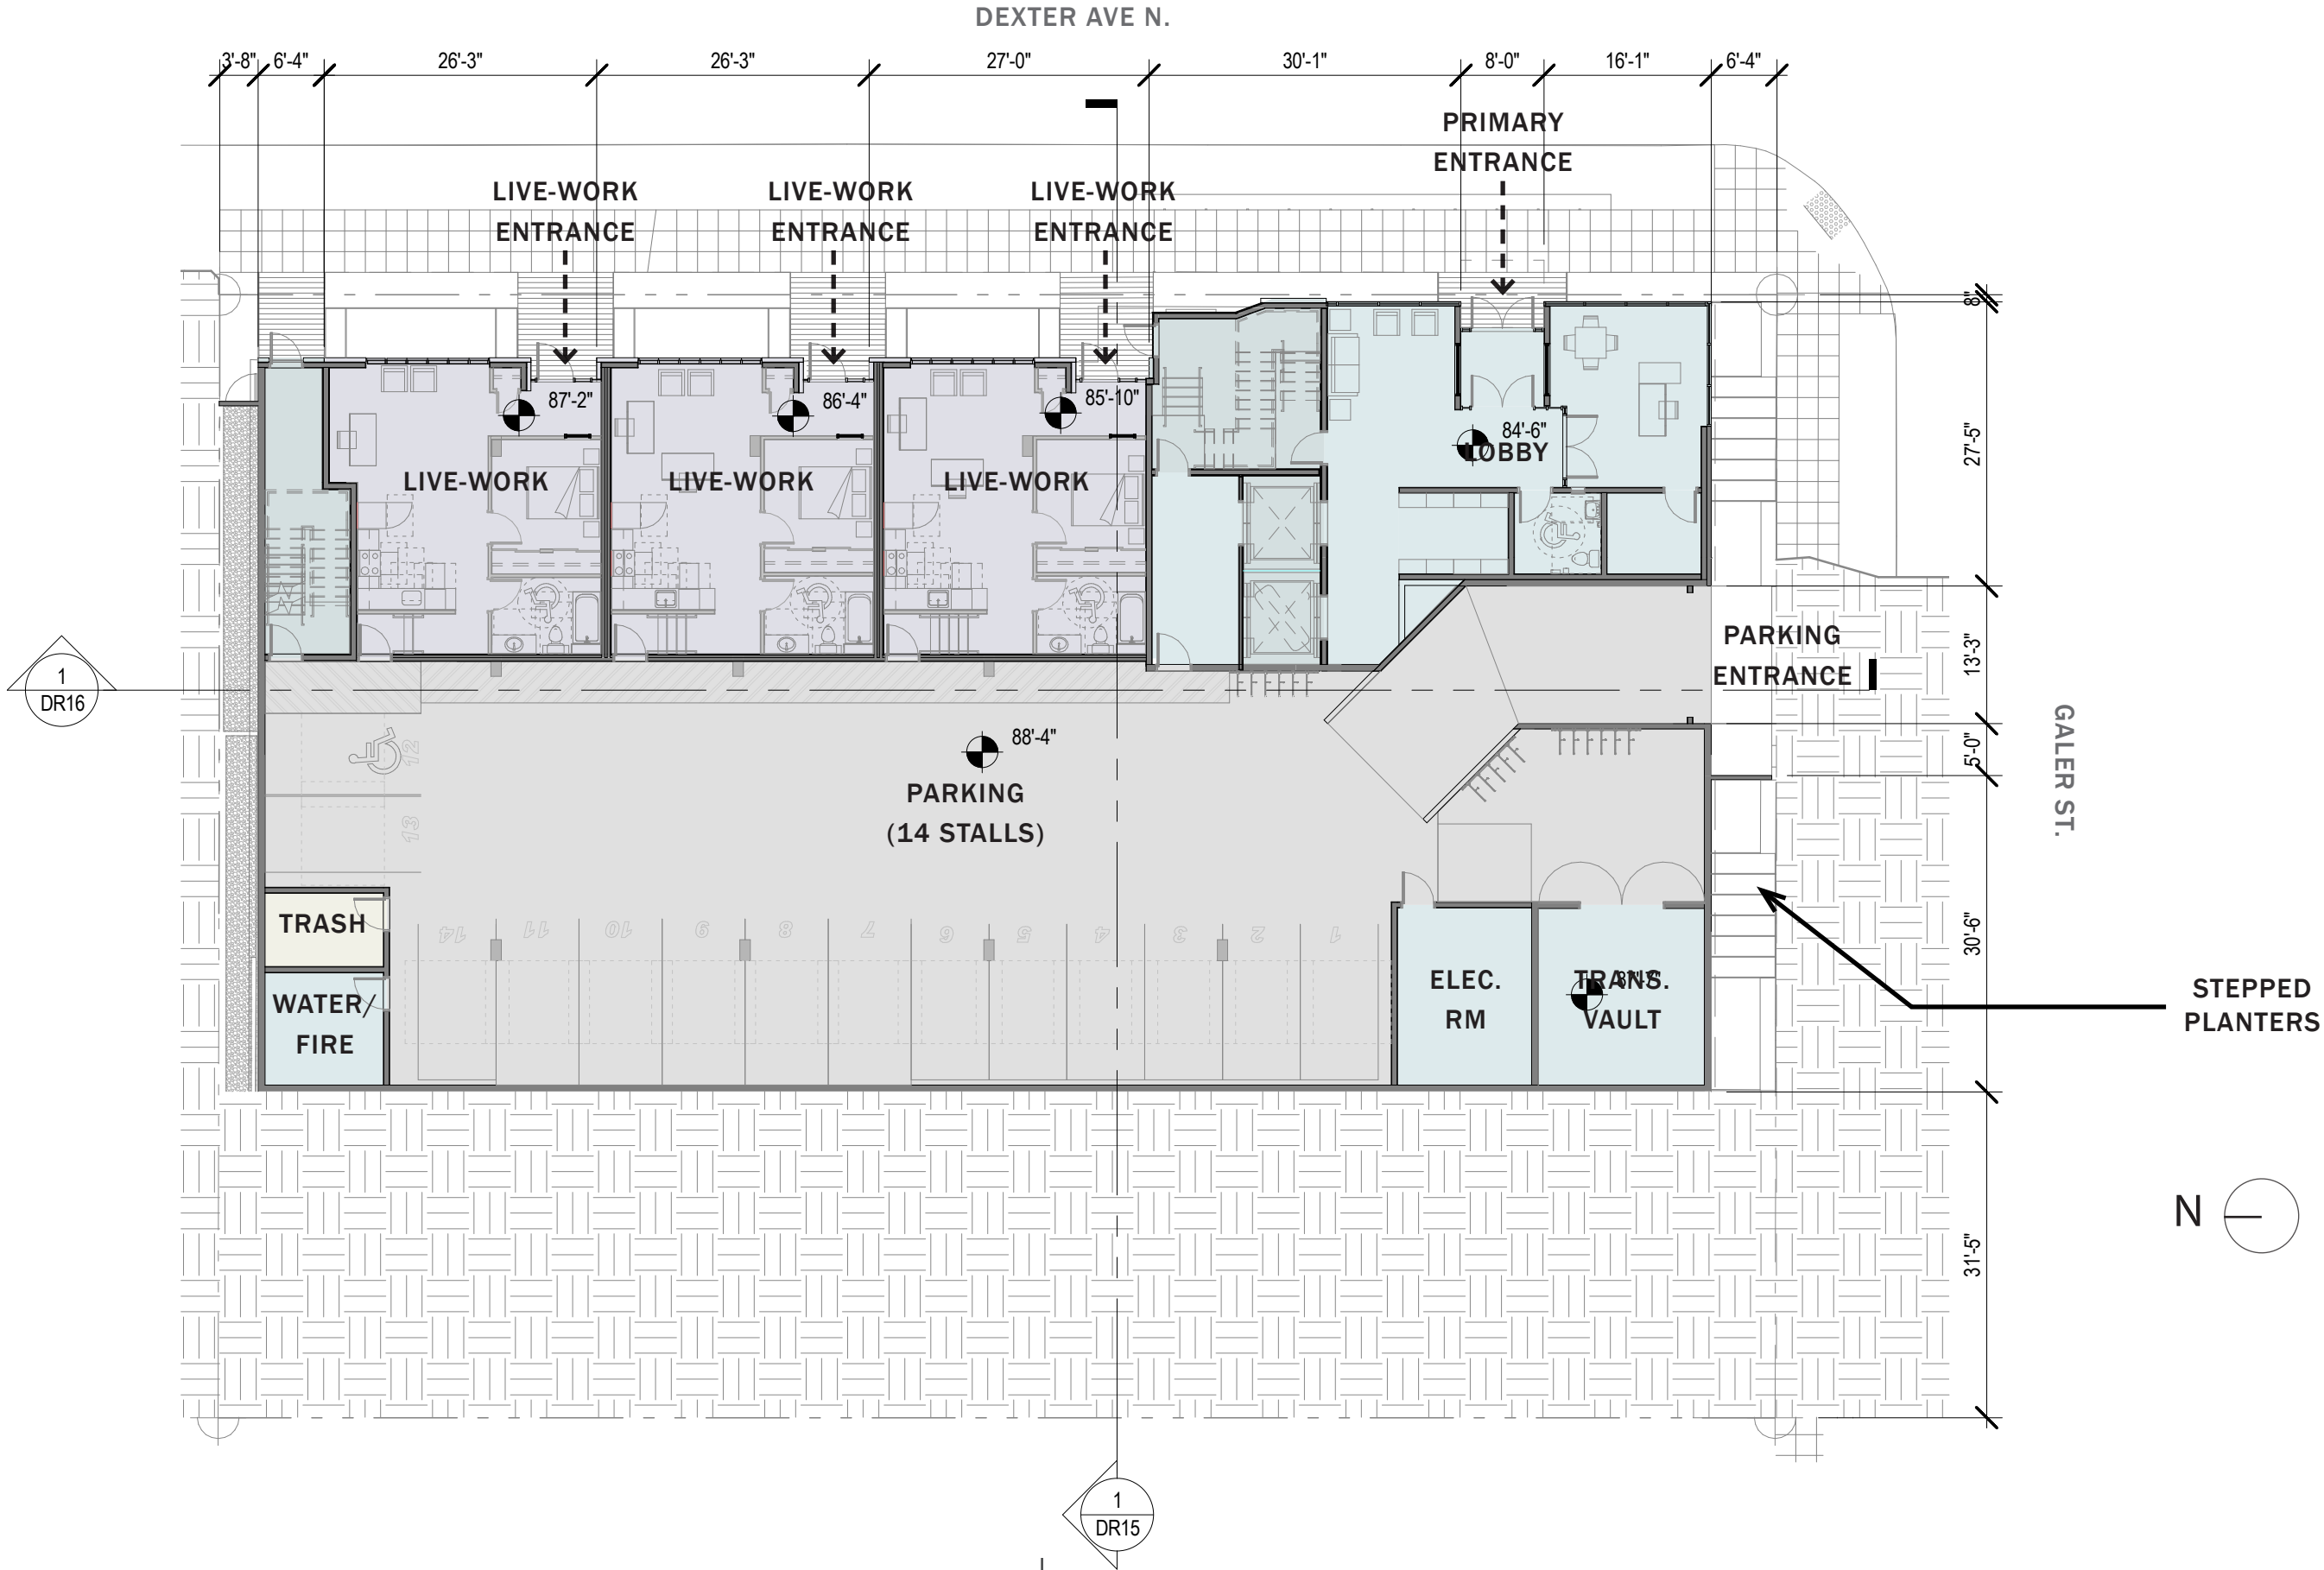 DEXTER AVE N.
3'-8" 6'-4" 26'-3" 26'-3" 27'-0" 30'-1" 8'-0" 16'-1" 6'-4"
PRIMARY
ENTRANCE
LIVE-WORK
ENTRANCE
LIVE-WORK
ENTRANCE
LIVE-WORK
ENTRANCE
8"
87'-2"
86'-4"
85'-10"
84'-6"
LOBBY
27'-5"
LIVE-WORK
LIVE-WORK
LIVE-WORK
PARKING
ENTRANCE
13'-3"
1
DR16
GALER ST.
88'-4"
5'-0"
12
PARKING
(14 STALLS)
13
TRASH
14 11 10 9 8 7 6 5 4 3 2 1
30'-6"
WATER/
FIRE
ELEC.
RM
TRANS.
VAULT
STEPPED
PLANTERS
N
31'-5"
1
DR15